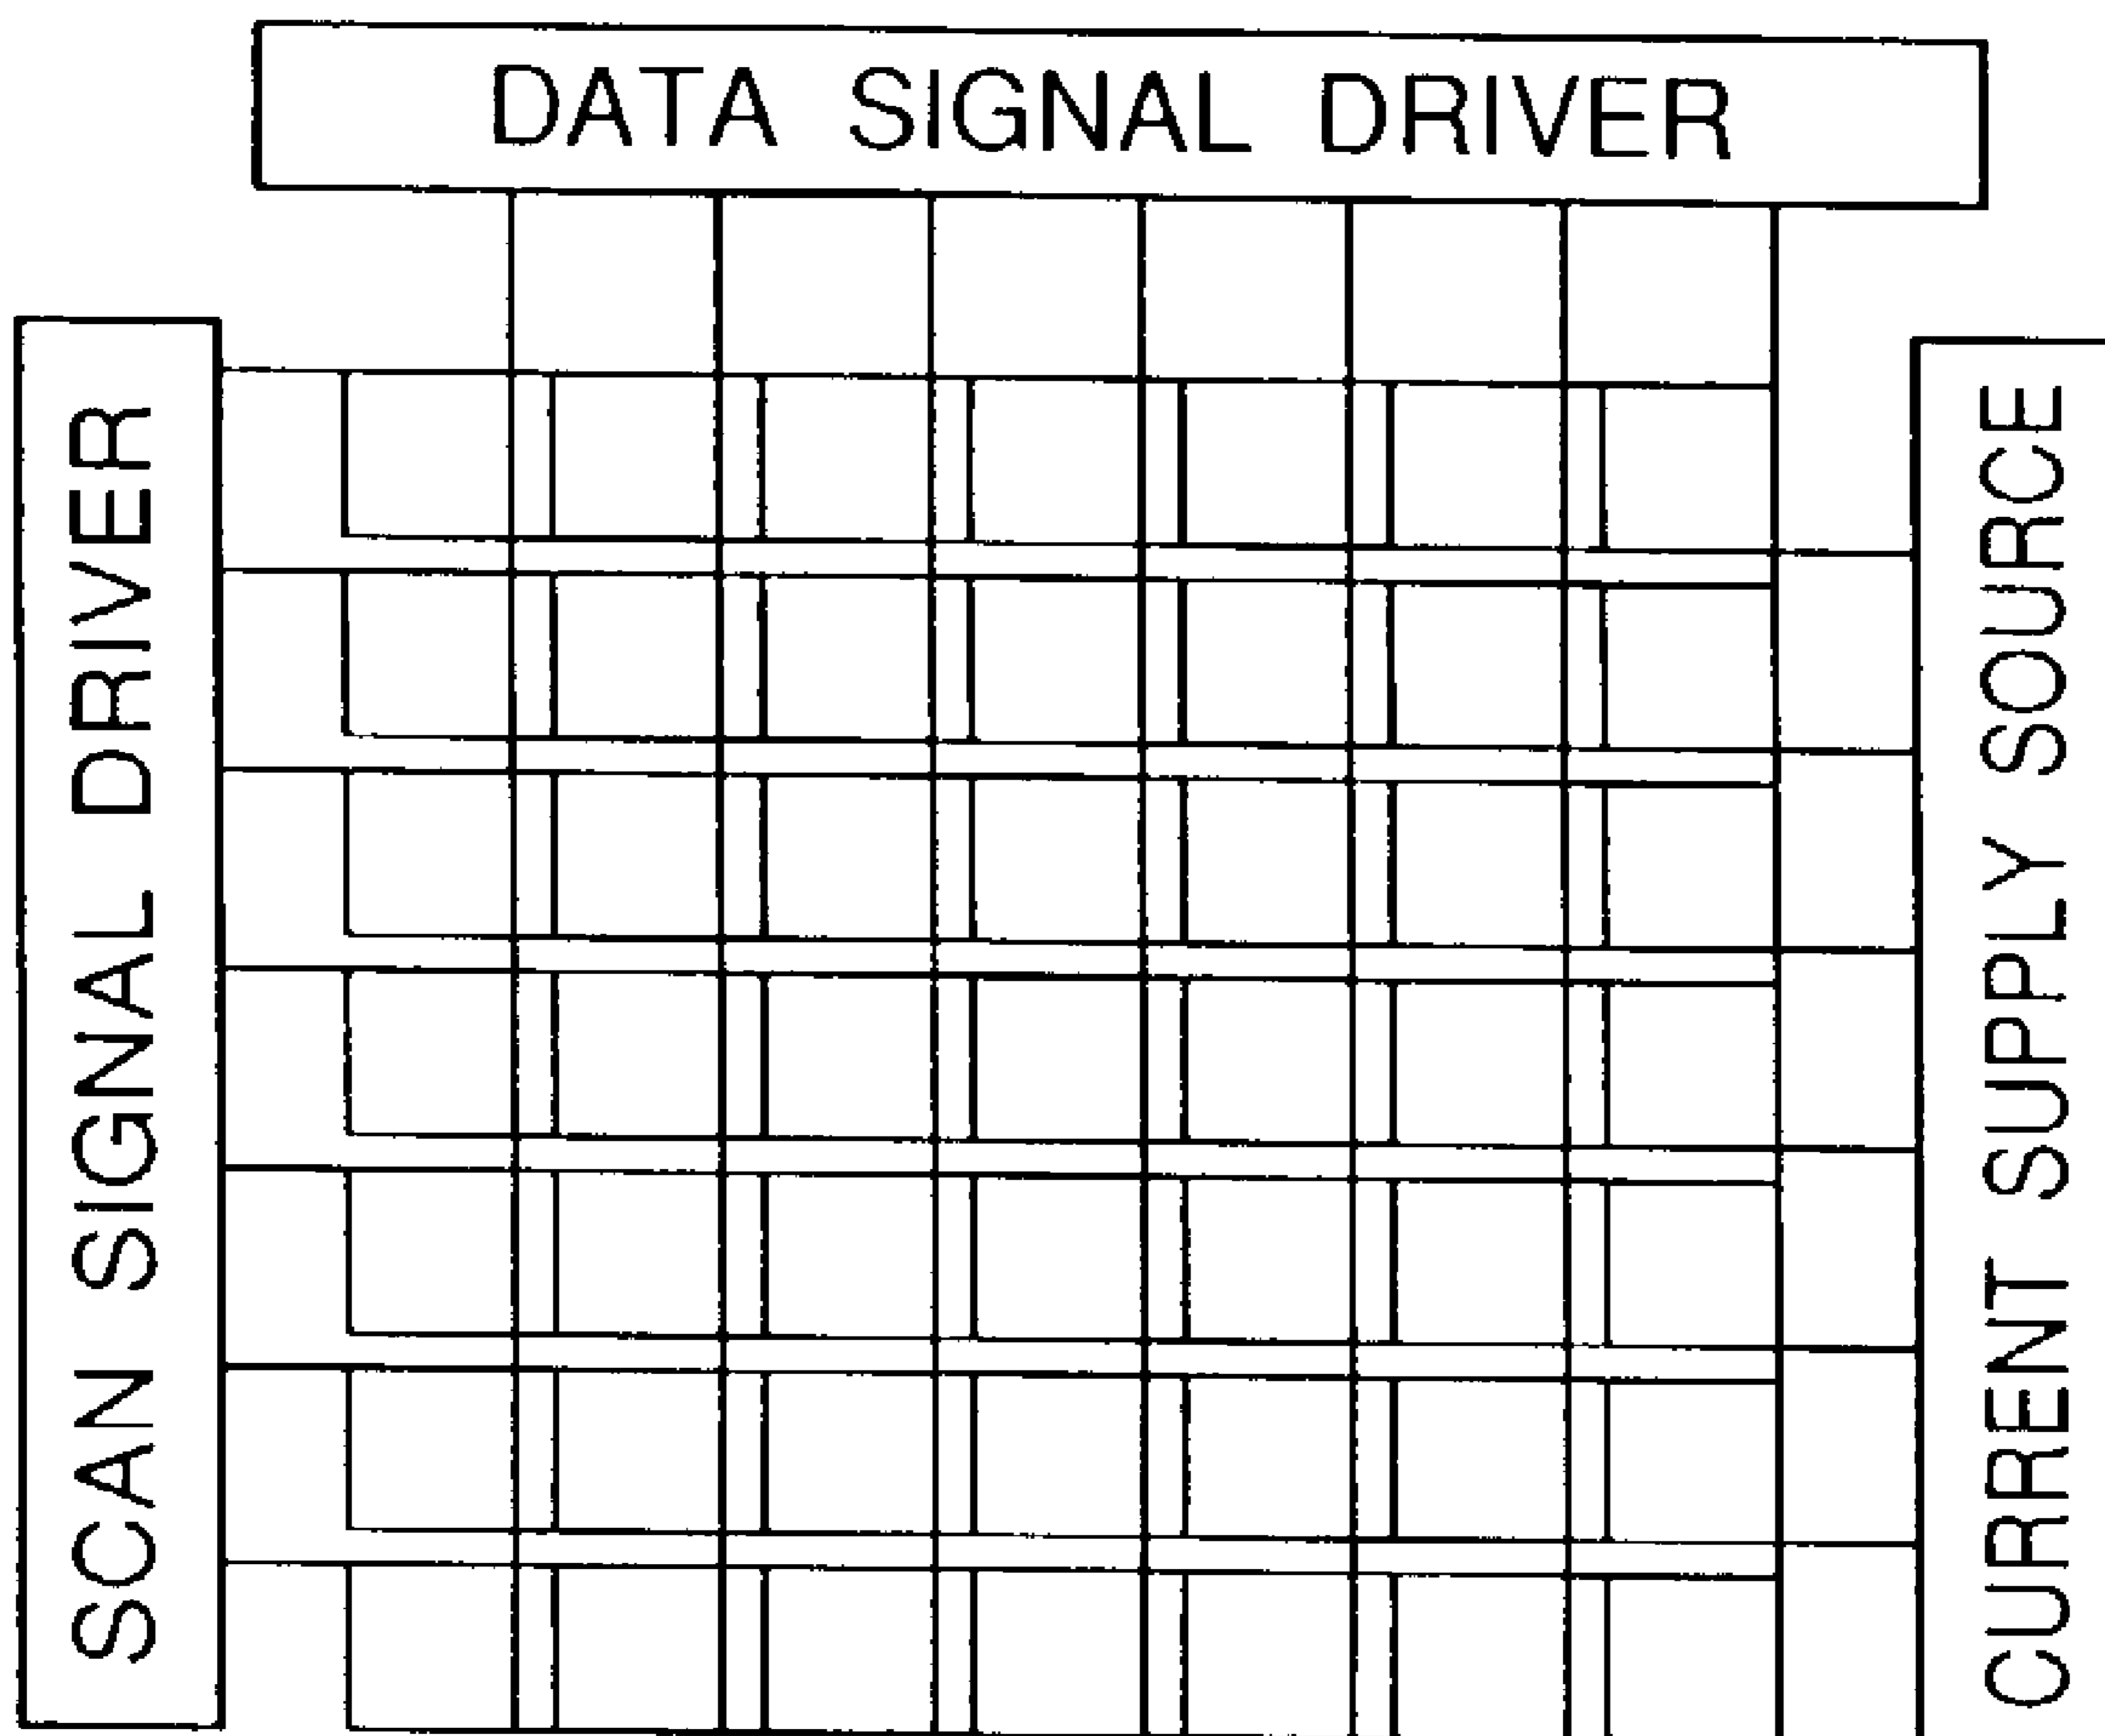 DATA SIGNAL DRIVER
SCAN SIGNAL DRIVER
CURRENT SUPPLY SOURCE